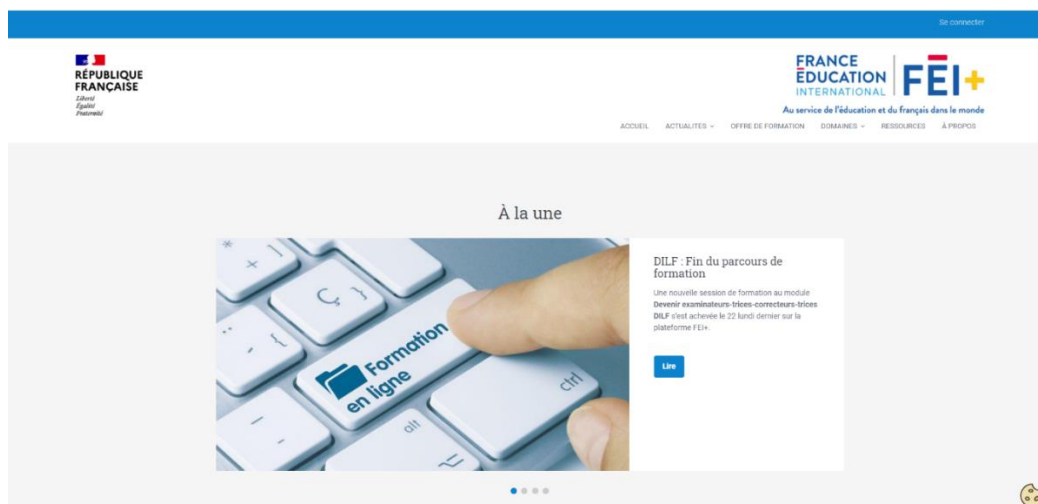 Se connecter
RÉPUBLIQUE
FRANÇAISE
Liberté
Égalité
Fraternité
FRANCE
ÉDUCATION
INTERNATIONAL
FEI+
Au service de l'éducation et du français dans le monde
ACCUEIL ACTUALITES OFFRE DE FORMATION DOMAINES RESSOURCES À PROPOS
À la une
Formation
en ligne
Ç
alt
ctrl
DILF : Fin du parcours de
formation
Une nouvelle session de formation au module
Devenir examinateurs-trices-correcteurs-trices
DILF s'est achevée le 22 lundi dernier sur la
plateforme FEI+.
Lire